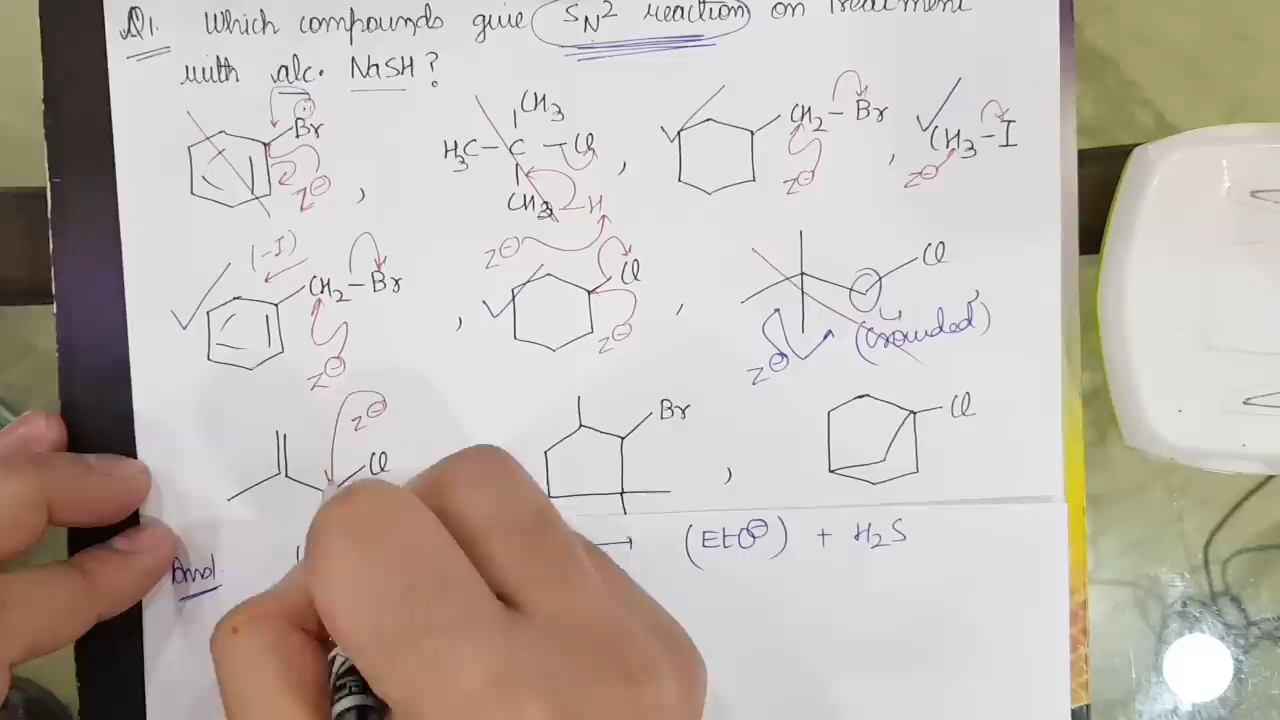 Q1. Which compounds give SN2 reaction on Treatment
with alc. NaSH?
Br
Z⊖
,
CH3
H3C - C - Cl
CH3 H
Z⊖
,
CH2 - Br
Z⊖
,
CH3 - I
Z⊖
(-I)
CH2 - Br
Z⊖
,
Cl
Z⊖
,
Cl
Z⊖
(Crowded)
,
Z⊖
Cl
Br
,
Cl
Ans.
→ (EtO⊖) + H2S